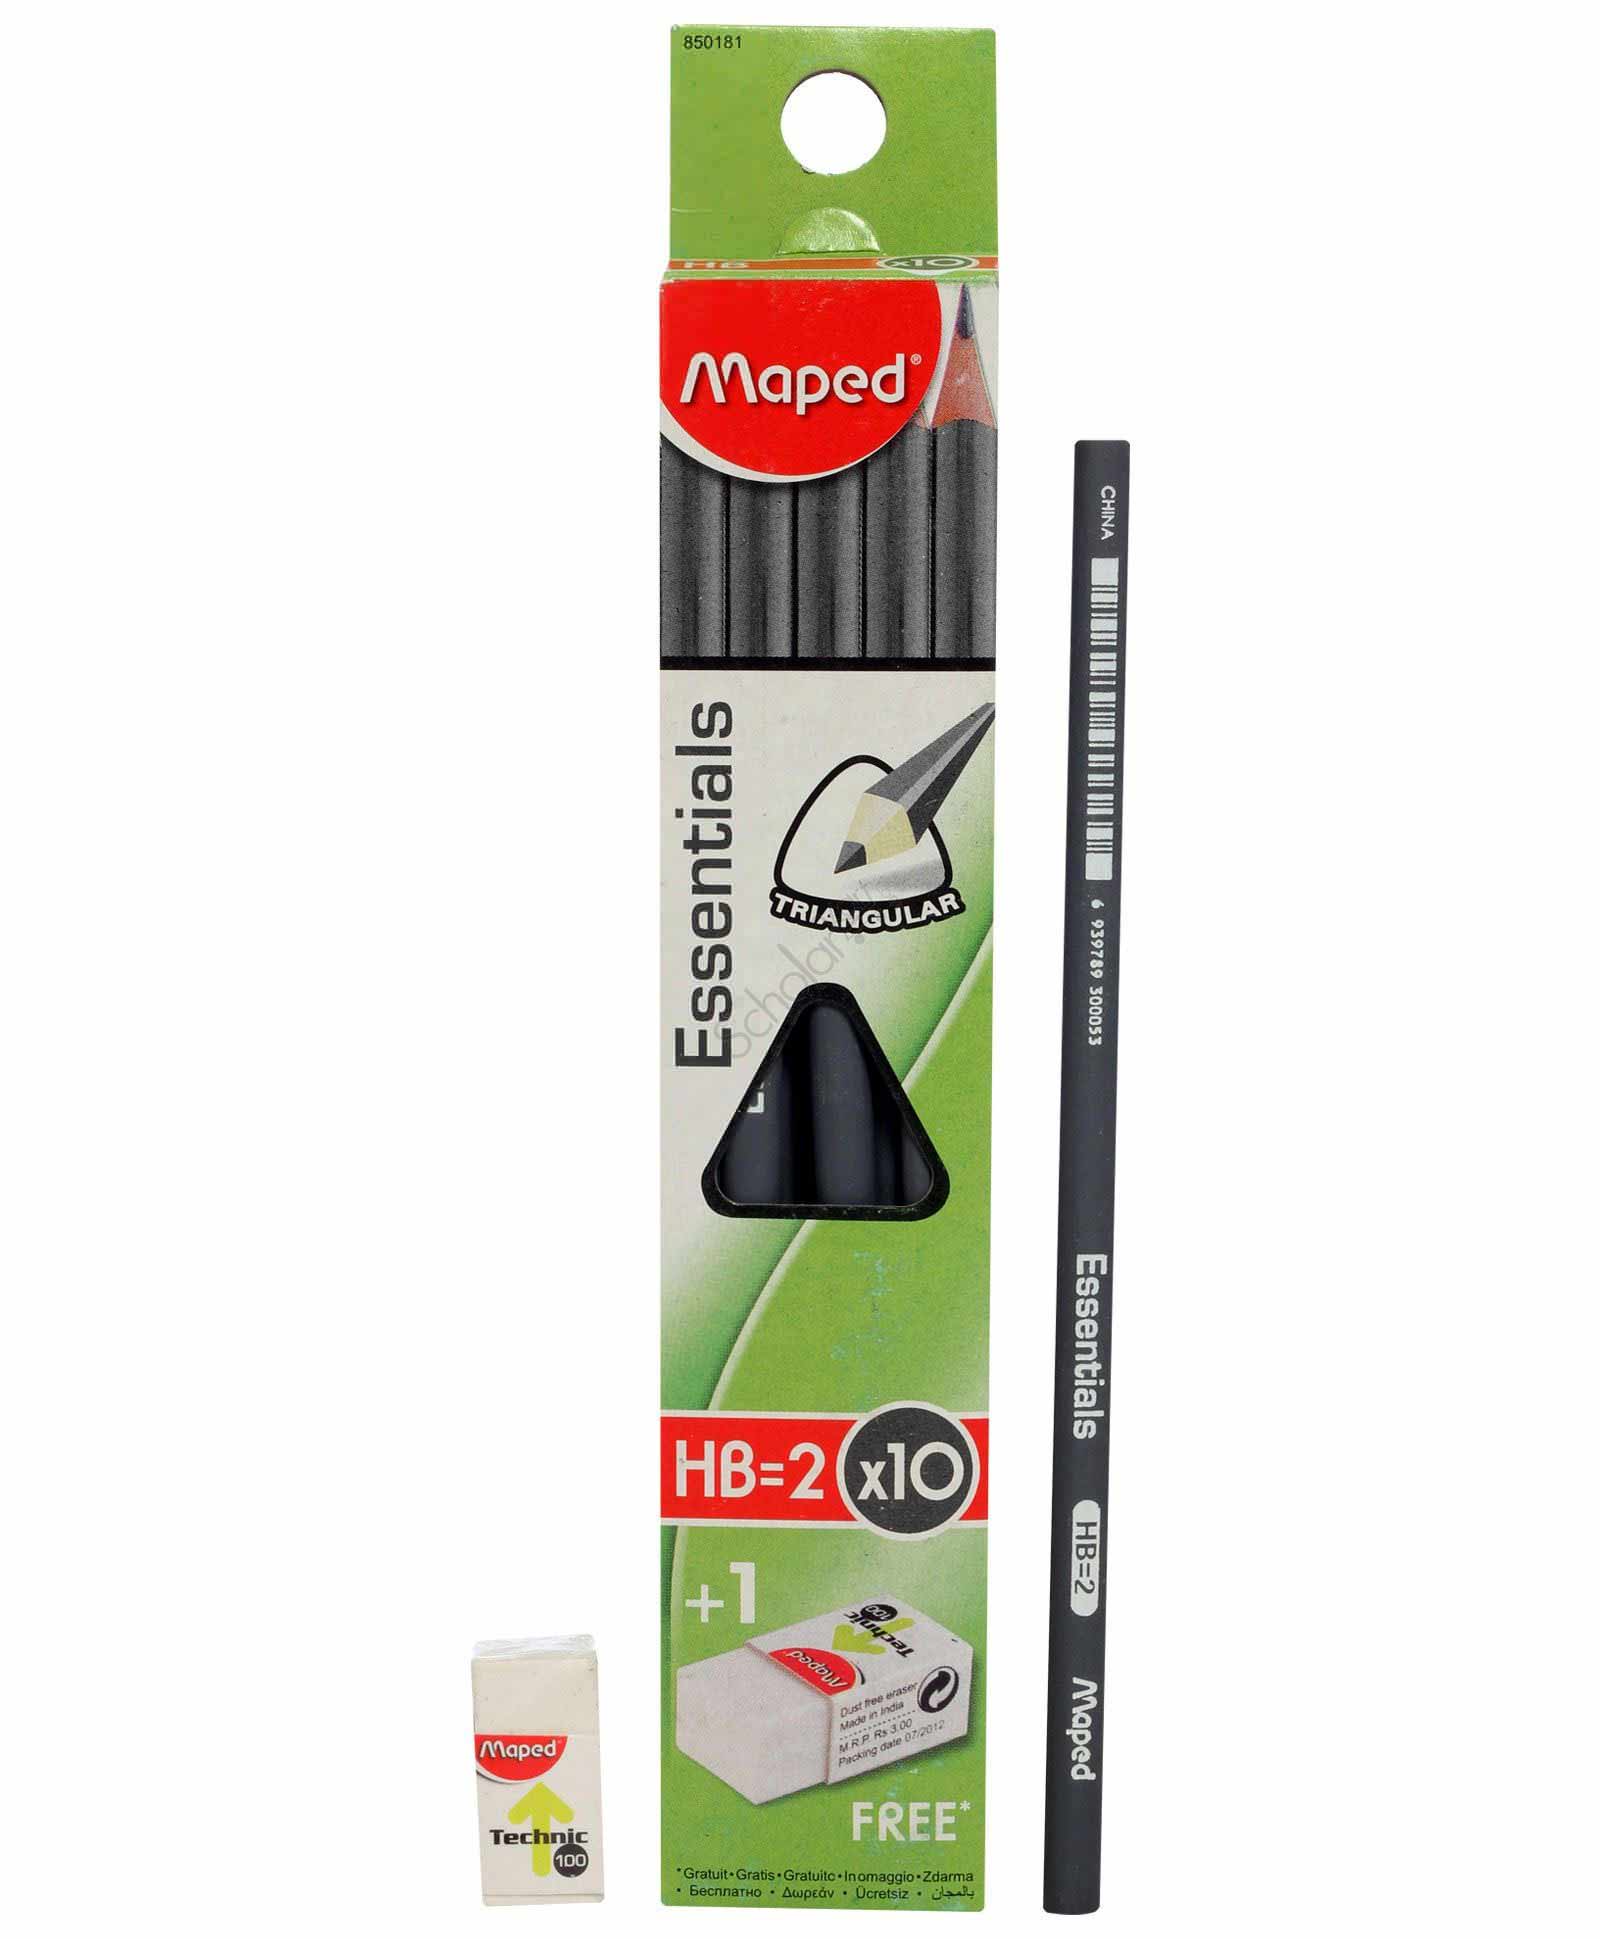 850181
HB x10
Maped®
Essentials
TRIANGULAR
HB=2 x10
+1
Maped
Technic
100
Dust free eraser
Made in India
M.R.P. Rs 3.00
Packing date 07/2012
FREE*
*Gratuit • Gratis • Gratuito • In omaggio • Zdarma
• Бесплатно • Δωρεάν • Ücretsiz • بالمجان
Maped
Technic
100
CHINA
6 939789 300053
Essentials
HB=2
Maped